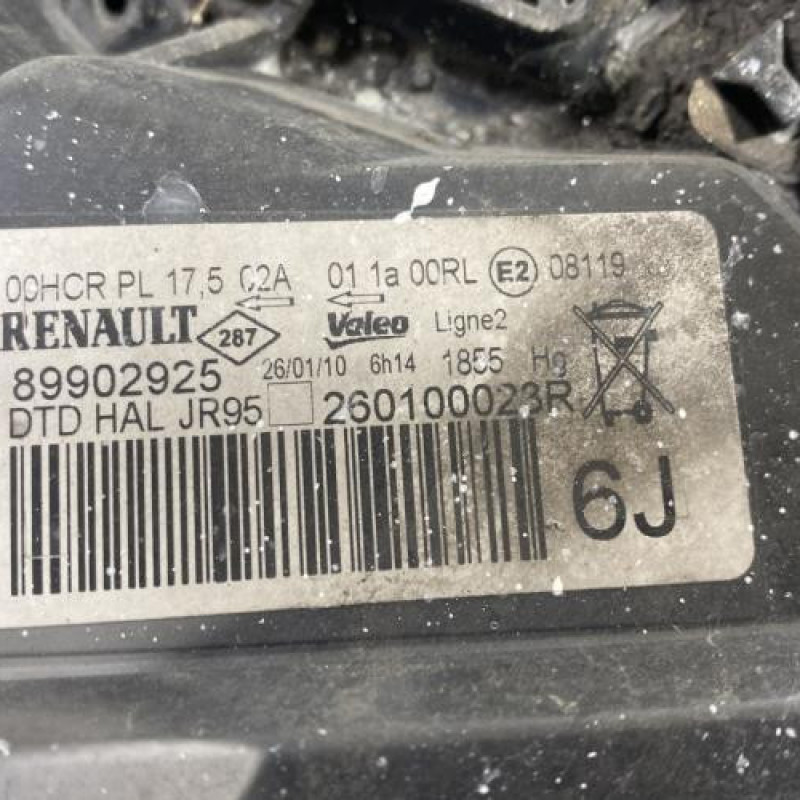 00HCR PL 17,5 02A 01 1a 00RL E2 08119
RENAULT 287 Valeo Ligne2
89902925 26/01/10 6h14 1855 Hg
DTD HAL JR95 260100023R
6J